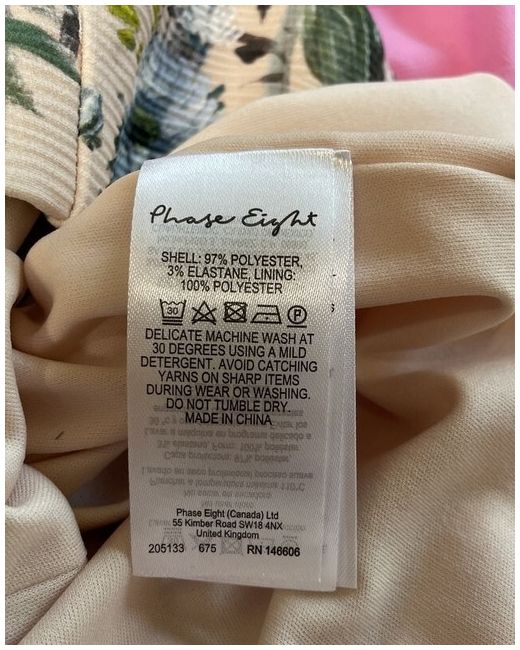 Phase Eight
SHELL: 97% POLYESTER,
3% ELASTANE, LINING:
100% POLYESTER
30
P
DELICATE MACHINE WASH AT
30 DEGREES USING A MILD
DETERGENT. AVOID CATCHING
YARNS ON SHARP ITEMS
DURING WEAR OR WASHING.
DO NOT TUMBLE DRY.
MADE IN CHINA
Phase Eight (Canada) Ltd
55 Kimber Road SW18 4NX
United Kingdom
205133 675 RN 146606